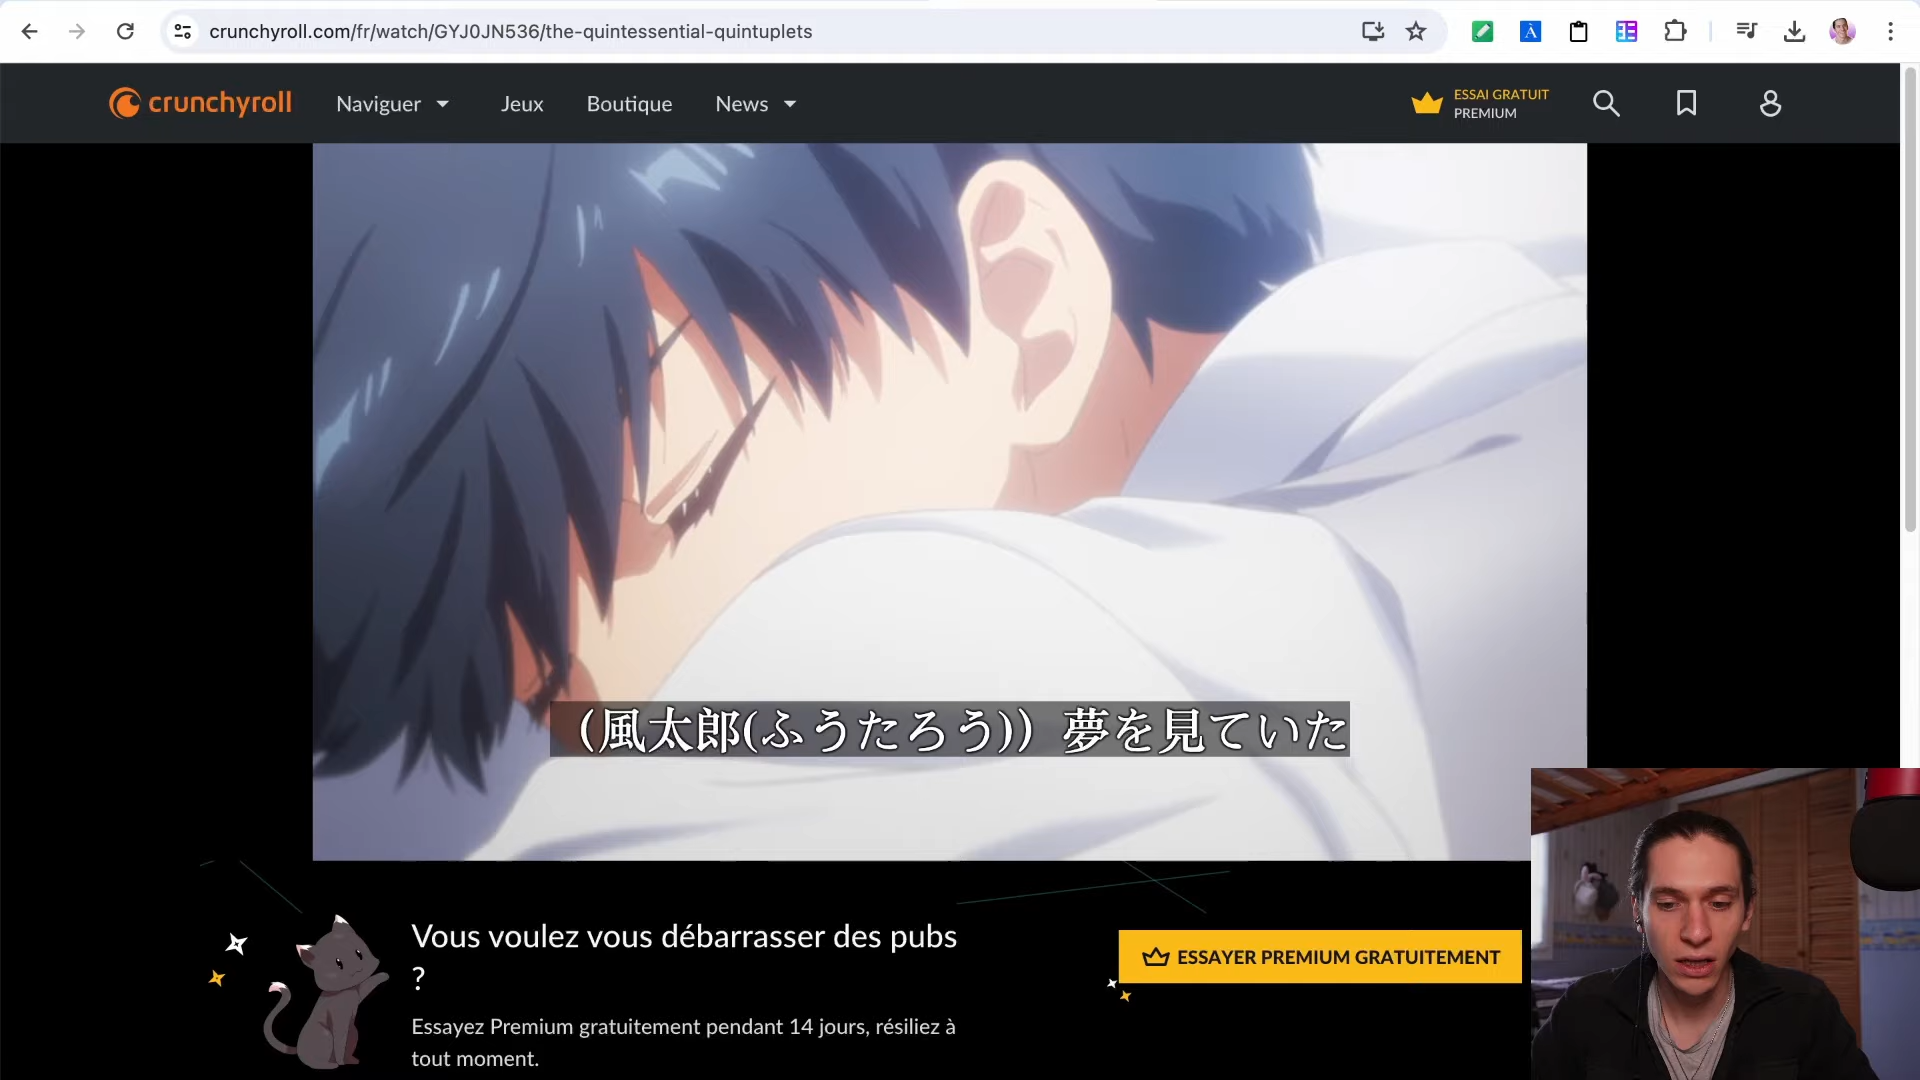 crunchyroll.com/fr/watch/GYJ0JN536/the-quintessential-quintuplets
crunchyroll Naviguer Jeux Boutique News ESSAI GRATUIT
PREMIUM
（風太郎(ふうたろう)）夢を見ていた
Vous voulez vous débarrasser des pubs
?
ESSAYER PREMIUM GRATUITEMENT
Essayez Premium gratuitement pendant 14 jours, résiliez à
tout moment.